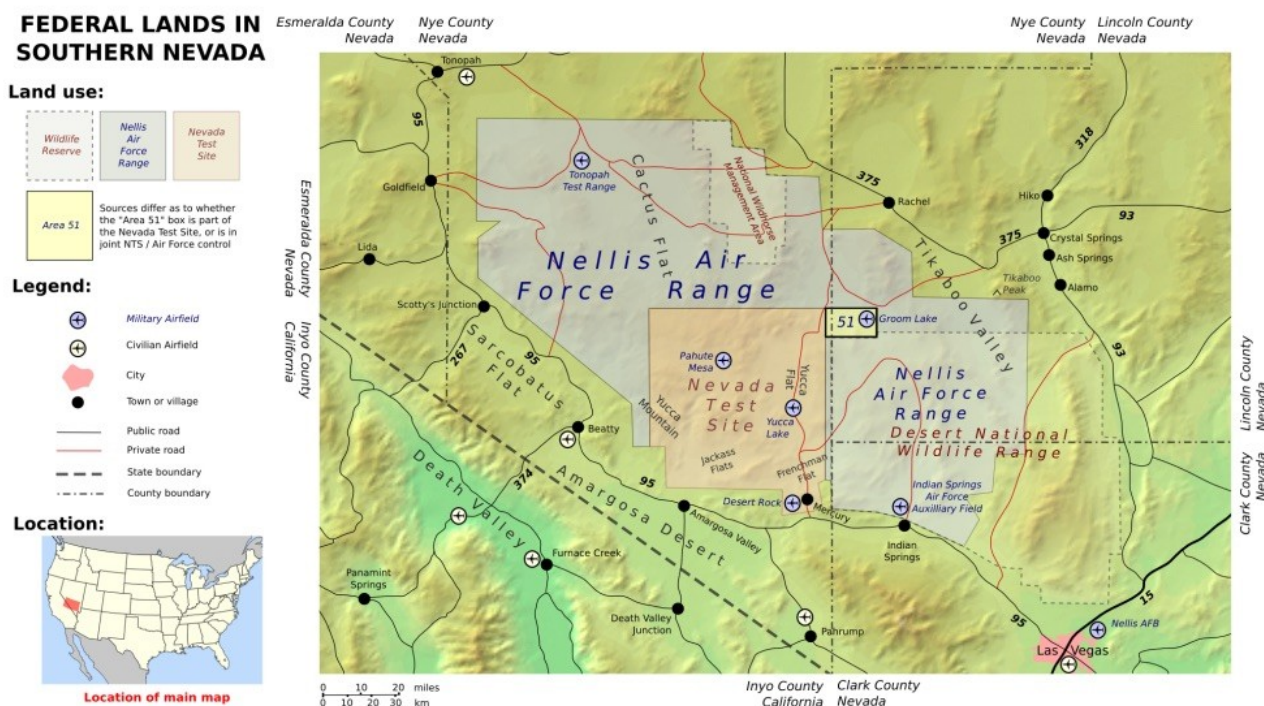 FEDERAL LANDS IN
SOUTHERN NEVADA
Land use:
Wildlife
Reserve
Nellis
Air
Force
Range
Nevada
Test
Site
Area 51
Sources differ as to whether
the "Area 51" box is part of
the Nevada Test Site, or is in
joint NTS / Air Force control
Legend:
Military Airfield
Civilian Airfield
City
Town or village
Public road
Private road
State boundary
County boundary
Location:
Location of main map
Esmeralda County
Nevada
Nye County
Nevada
Nye County
Nevada
Lincoln County
Nevada
Esmeralda County
Nevada
Inyo County
California
Lincoln County
Nevada
Clark County
Nevada
Inyo County
California
Clark County
Nevada
Tonopah
95
318
Tonopah
Test Range
Cactus Flat
National Wildhorse
Management Area
375
Goldfield
Rachel
Hiko
93
375
Crystal Springs
Ash Springs
Lida
Nellis Air
Force Range
Tikaboo Valley
Tikaboo
Peak
Alamo
Scotty's Junction
51
Groom Lake
267
95
Sarcobatus
Flat
Pahute
Mesa
Yucca
Flat
93
Nevada
Test
Site
Nellis
Air Force
Range
Yucca
Mountain
Yucca
Lake
Desert National
Wildlife Range
Beatty
Jackass
Flats
Frenchman
Flat
Death Valley
374
Amargosa Desert
95
Indian Springs
Air Force
Auxilliary Field
Desert Rock
Mercury
Amargosa Valley
Indian
Springs
Furnace Creek
Panamint
Springs
Death Valley
Junction
Pahrump
95
15
Nellis AFB
Las Vegas
0 10 20 miles
0 10 20 30 km